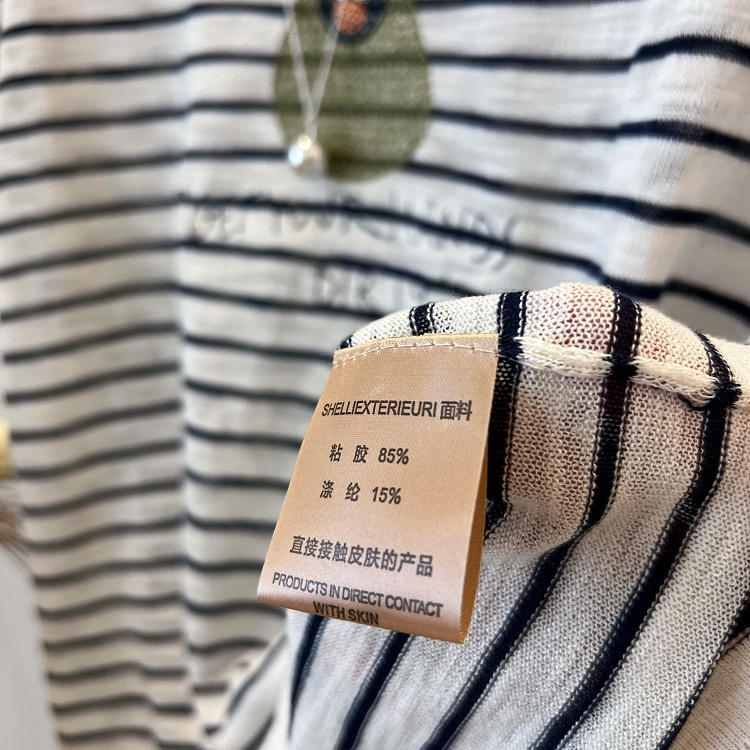 SHELLIEXTERIEURI 面料
粘 胶 85%
涤 纶 15%
直接接触皮肤的产品
PRODUCTS IN DIRECT CONTACT
WITH SKIN